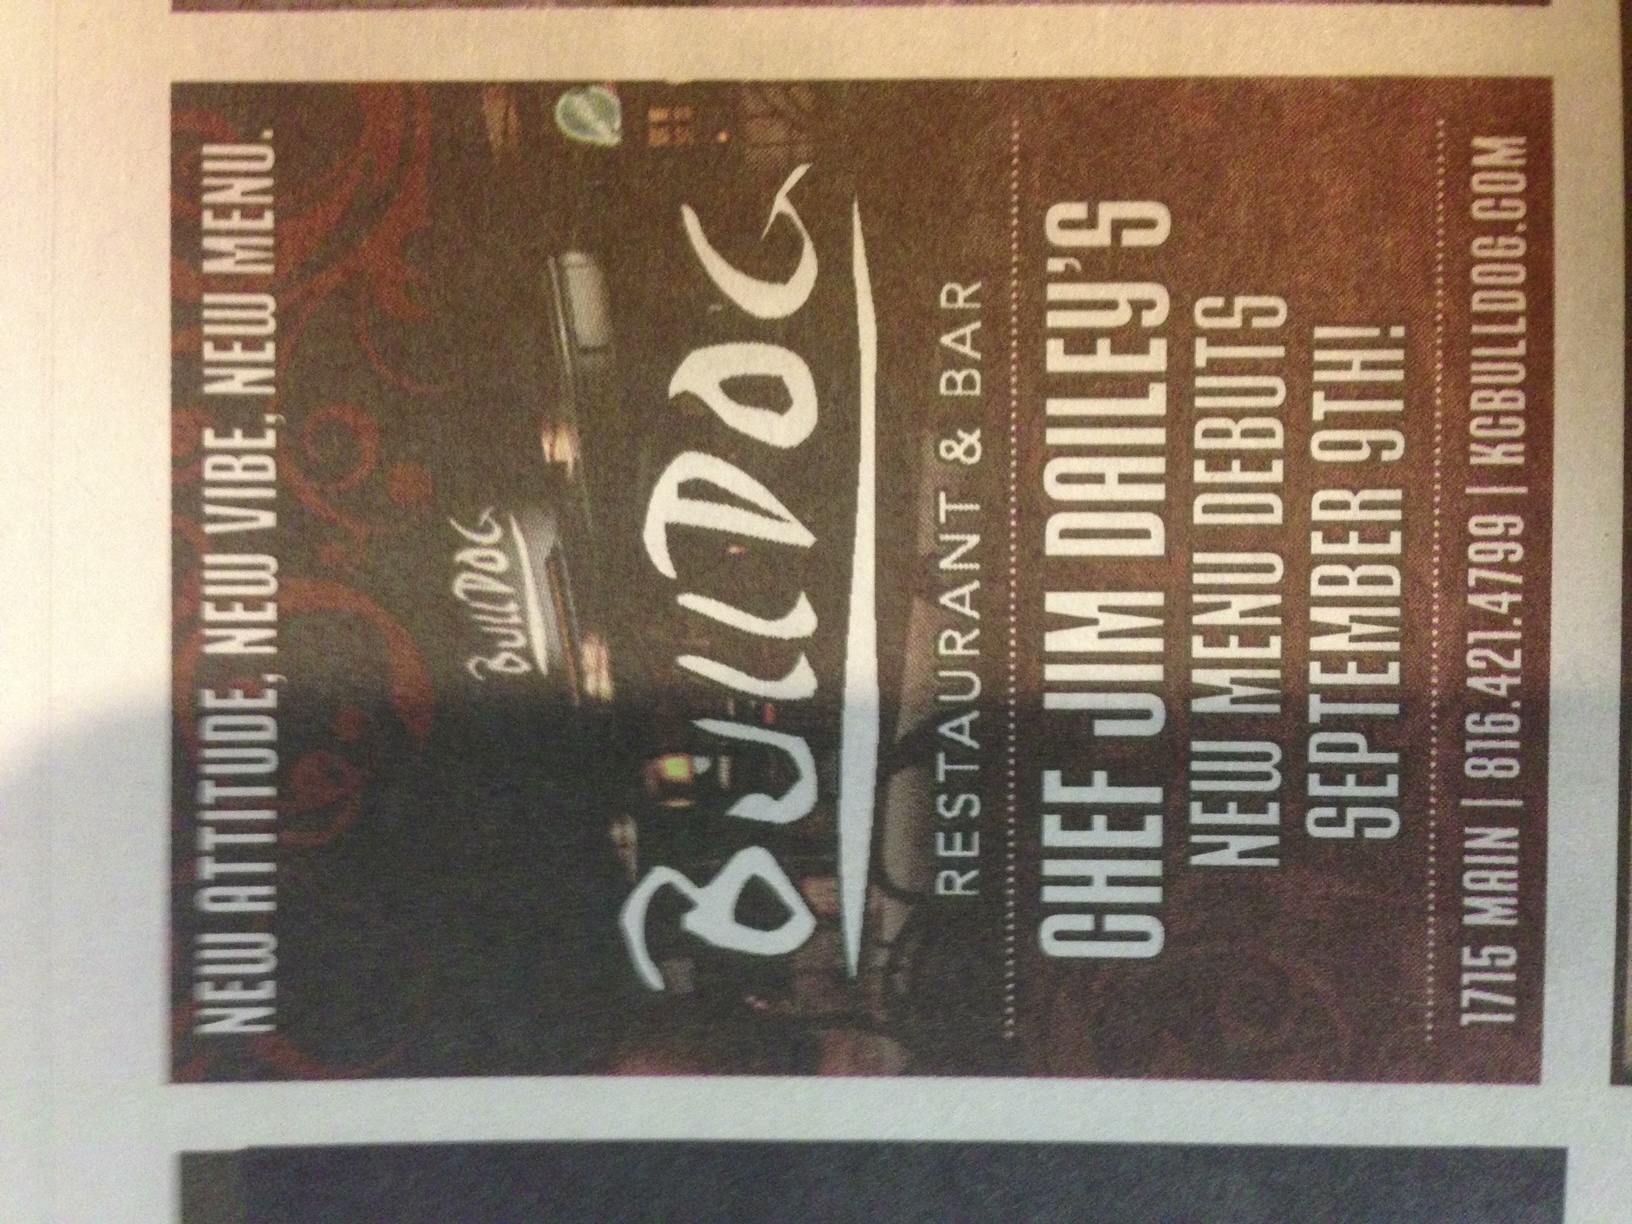 NEW ATTITUDE, NEW VIBE, NEW MENU.
BullDOG
BullDOG
RESTAURANT & BAR
CHEF JIM DAILEY'S
NEW MENU DEBUTS
SEPTEMBER 9TH!
1715 MAIN | 816.421.4799 | KCBULLDOG.COM